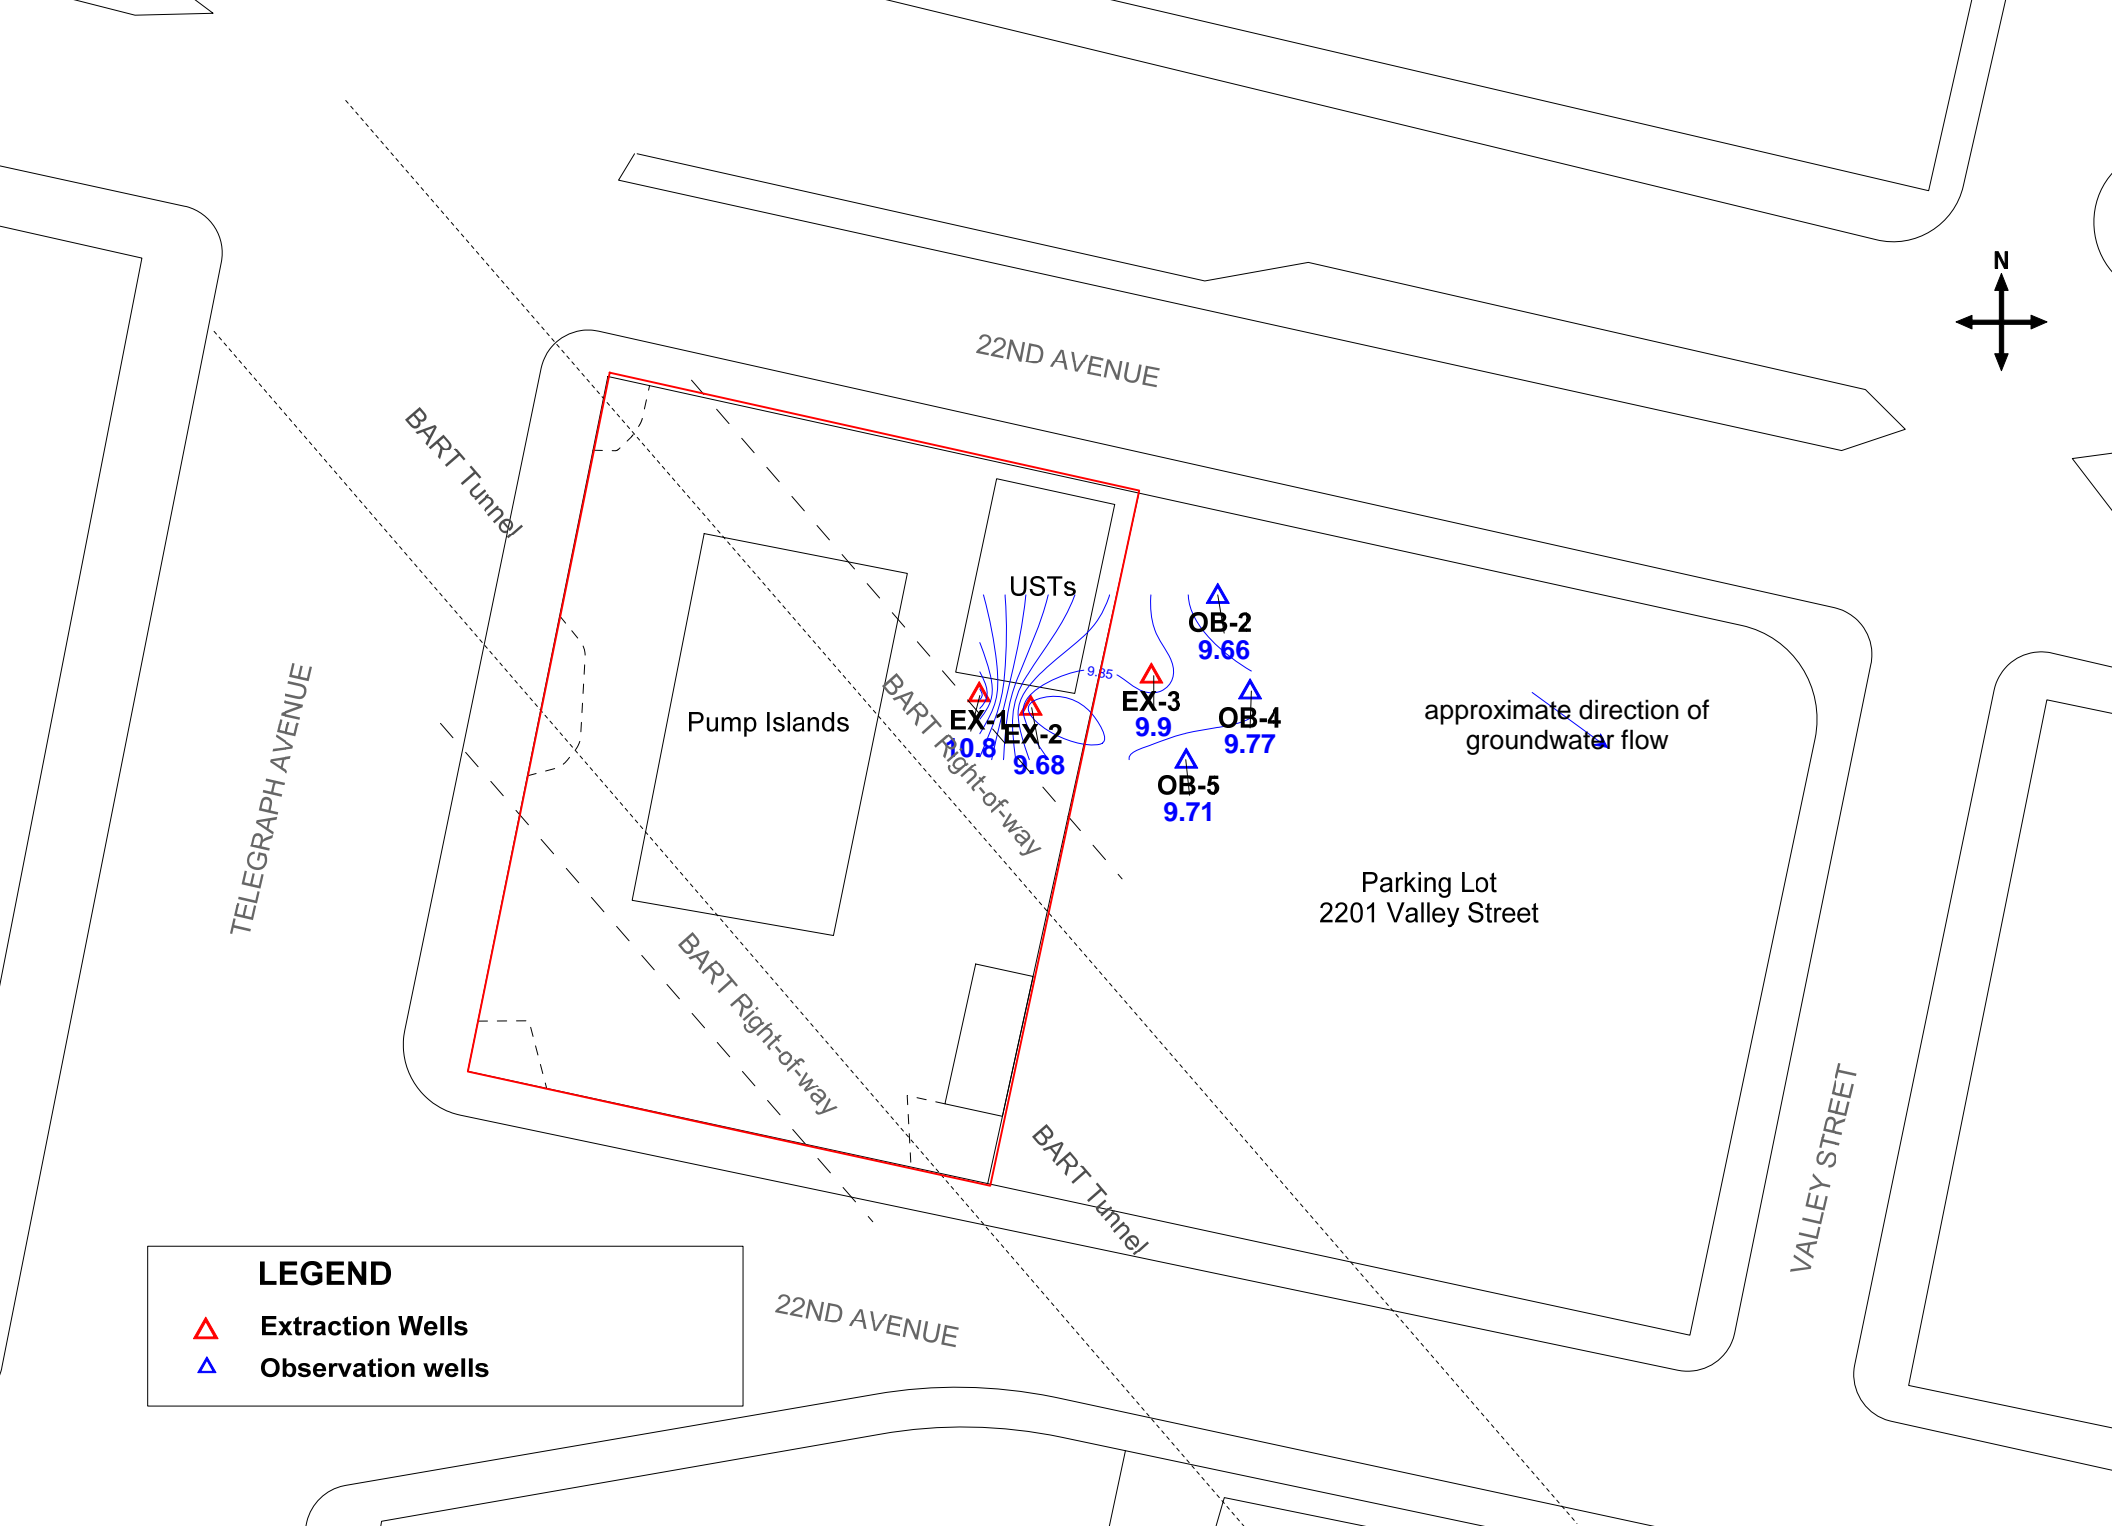 N
22ND AVENUE
BART Tunnel
USTs
OB-2
9.66
9.85
BART Right-of-way
EX-1
10.8
EX-2
9.68
EX-3
9.9
OB-4
9.77
OB-5
9.71
Pump Islands
approximate direction of
groundwater flow
TELEGRAPH AVENUE
Parking Lot
2201 Valley Street
BART Right-of-way
BART Tunnel
VALLEY STREET
22ND AVENUE
LEGEND
Extraction Wells
Observation wells